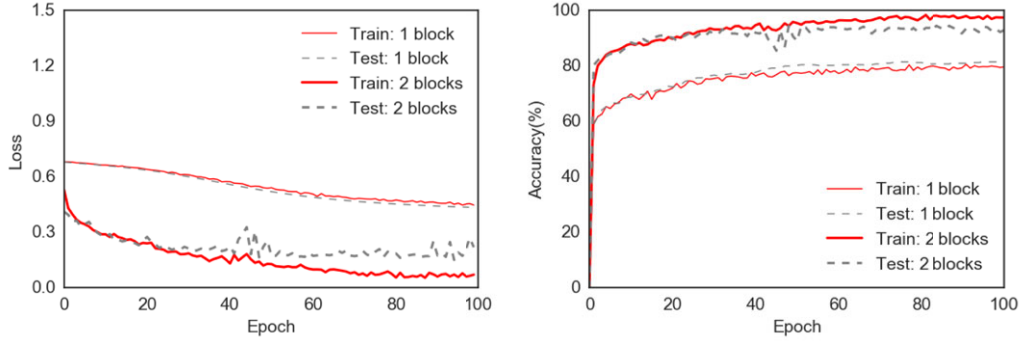 1.5
1.2
0.9
0.6
0.3
0.0
Loss
0 20 40 60 80 100
Epoch
Train: 1 block
Test: 1 block
Train: 2 blocks
Test: 2 blocks
100
80
60
40
20
0
Accuracy(%)
0 20 40 60 80 100
Epoch
Train: 1 block
Test: 1 block
Train: 2 blocks
Test: 2 blocks